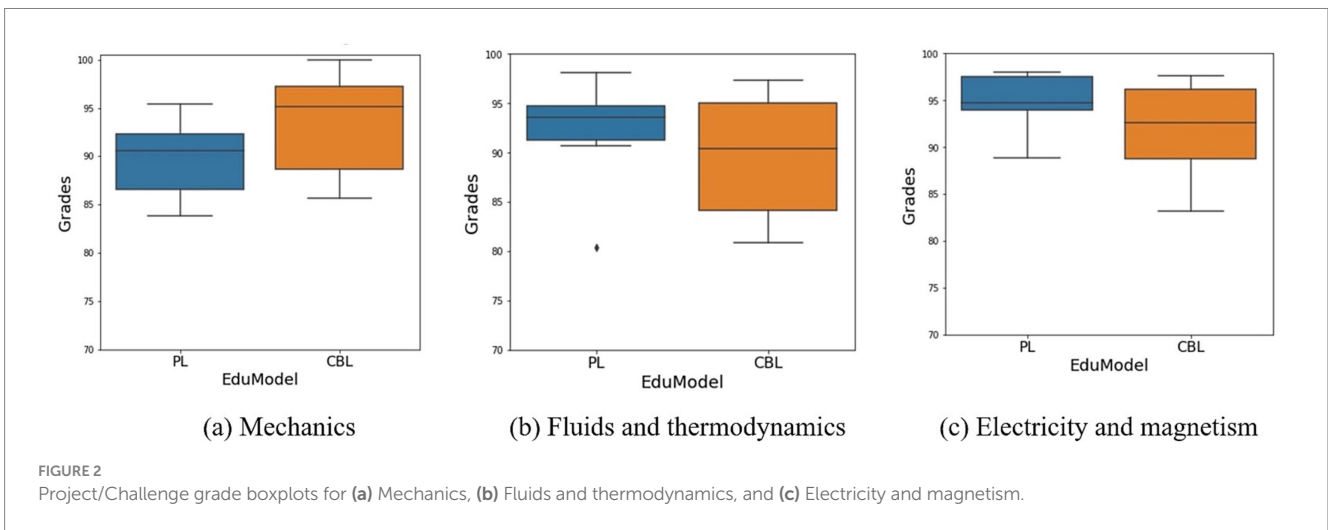 100
95
90
85
80
75
70
Grades
PL
CBL
EduModel
(a) Mechanics
100
95
90
85
80
75
70
Grades
PL
CBL
EduModel
(b) Fluids and thermodynamics
100
95
90
85
80
75
70
Grades
PL
CBL
EduModel
(c) Electricity and magnetism
FIGURE 2
Project/Challenge grade boxplots for (a) Mechanics, (b) Fluids and thermodynamics, and (c) Electricity and magnetism.